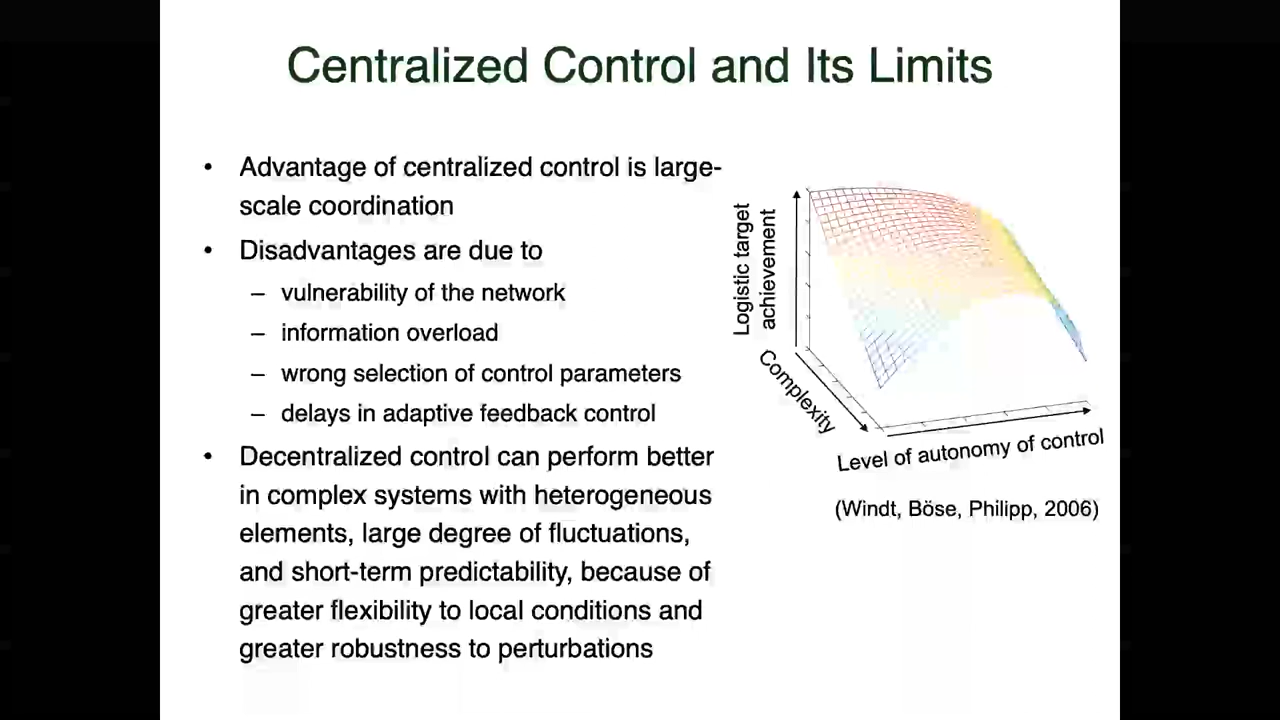 Centralized Control and Its Limits
• Advantage of centralized control is large-
scale coordination
• Disadvantages are due to
– vulnerability of the network
– information overload
– wrong selection of control parameters
– delays in adaptive feedback control
• Decentralized control can perform better
in complex systems with heterogeneous
elements, large degree of fluctuations,
and short-term predictability, because of
greater flexibility to local conditions and
greater robustness to perturbations
Logistic target
achievement
Complexity
Level of autonomy of control
(Windt, Böse, Philipp, 2006)